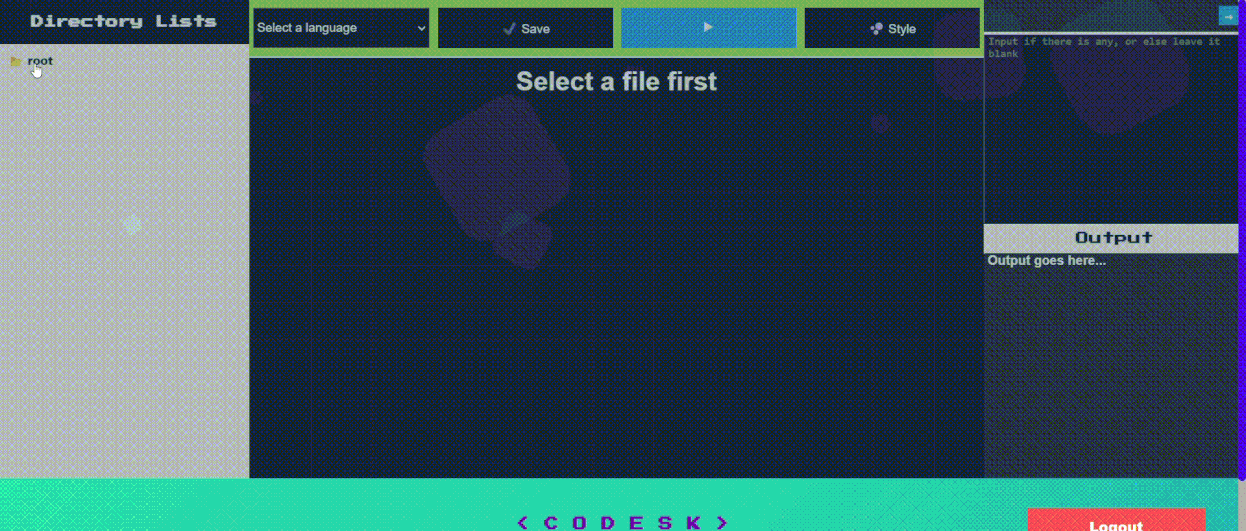 Directory Lists
root
Select a language
Save
Style
→
Input if there is any, or else leave it
blank
Select a file first
Output
Output goes here...
< C O D E S K >
Logout